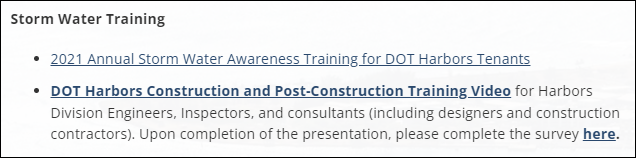 Storm Water Training
• 2021 Annual Storm Water Awareness Training for DOT Harbors Tenants
• DOT Harbors Construction and Post-Construction Training Video for Harbors
Division Engineers, Inspectors, and consultants (including designers and construction
contractors). Upon completion of the presentation, please complete the survey here.